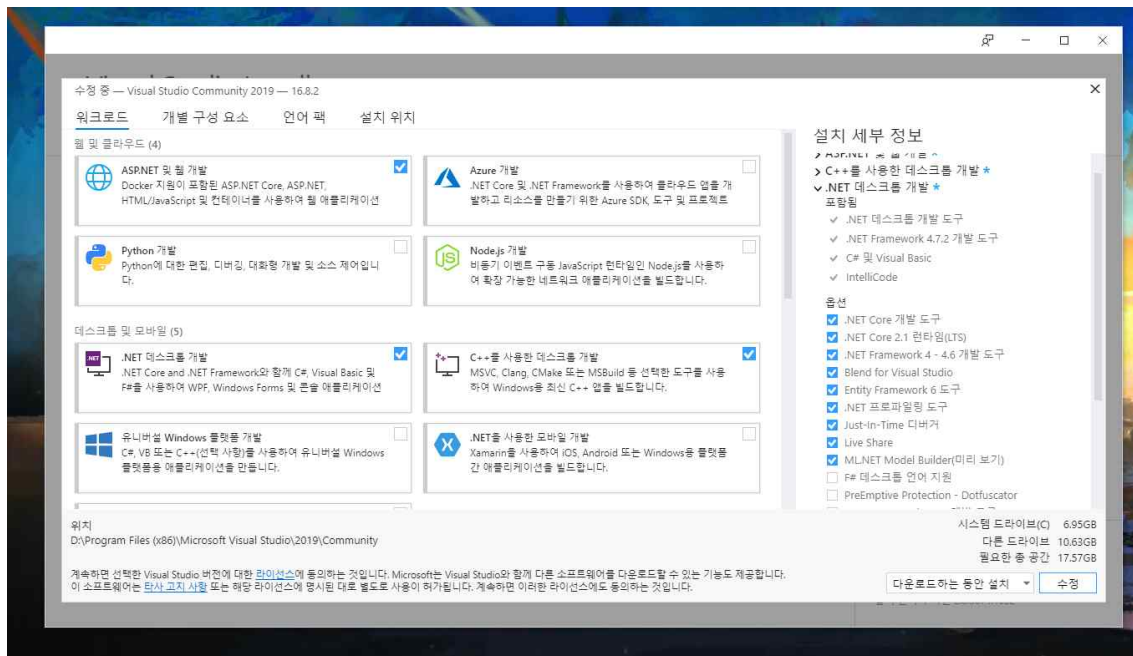 수정 중 — Visual Studio Community 2019 — 16.8.2
워크로드 개별 구성 요소 언어 팩 설치 위치
웹 및 클라우드 (4)
ASP.NET 및 웹 개발
Docker 지원이 포함된 ASP.NET Core, ASP.NET,
HTML/JavaScript 및 컨테이너를 사용하여 웹 애플리케이션
Azure 개발
.NET Core 및 .NET Framework를 사용하여 클라우드 앱을 개
발하고 리소스를 만들기 위한 Azure SDK, 도구 및 프로젝트
Python 개발
Python에 대한 편집, 디버깅, 대화형 개발 및 소스 제어입니
다.
Node.js 개발
비동기 이벤트 구동 JavaScript 런타임인 Node.js를 사용하
여 확장 가능한 네트워크 애플리케이션을 빌드합니다.
데스크톱 및 모바일 (5)
.NET 데스크톱 개발
.NET Core and .NET Framework와 함께 C#, Visual Basic 및
F#을 사용하여 WPF, Windows Forms 및 콘솔 애플리케이션
C++를 사용한 데스크톱 개발
MSVC, Clang, CMake 또는 MSBuild 등 선택한 도구를 사용
하여 Windows용 최신 C++ 앱을 빌드합니다.
유니버설 Windows 플랫폼 개발
C#, VB 또는 C++(선택 사항)를 사용하여 유니버설 Windows
플랫폼용 애플리케이션을 만듭니다.
.NET을 사용한 모바일 개발
Xamarin을 사용하여 iOS, Android 또는 Windows용 플랫폼
간 애플리케이션을 빌드합니다.
설치 세부 정보
C++를 사용한 데스크톱 개발 *
.NET 데스크톱 개발 *
포함됨
.NET 데스크톱 개발 도구
.NET Framework 4.7.2 개발 도구
C# 및 Visual Basic
IntelliCode
옵션
.NET Core 개발 도구
.NET Core 2.1 런타임(LTS)
.NET Framework 4 - 4.6 개발 도구
Blend for Visual Studio
Entity Framework 6 도구
.NET 프로파일링 도구
Just-In-Time 디버거
Live Share
ML.NET Model Builder(미리 보기)
F# 데스크톱 언어 지원
PreEmptive Protection - Dotfuscator
위치
D:\Program Files (x86)\Microsoft Visual Studio\2019\Community
시스템 드라이브(C) 6.95GB
다른 드라이브 10.63GB
필요한 총 공간 17.57GB
계속하면 선택한 Visual Studio 버전에 대한 라이선스에 동의하는 것입니다. Microsoft는 Visual Studio와 함께 다른 소프트웨어를 다운로드할 수 있는 기능도 제공합니다.
이 소프트웨어는 타사 고지 사항 또는 해당 라이선스에 명시된 대로 별도로 사용이 허가됩니다. 계속하면 이러한 라이선스에도 동의하는 것입니다.
다운로드하는 동안 설치 수정